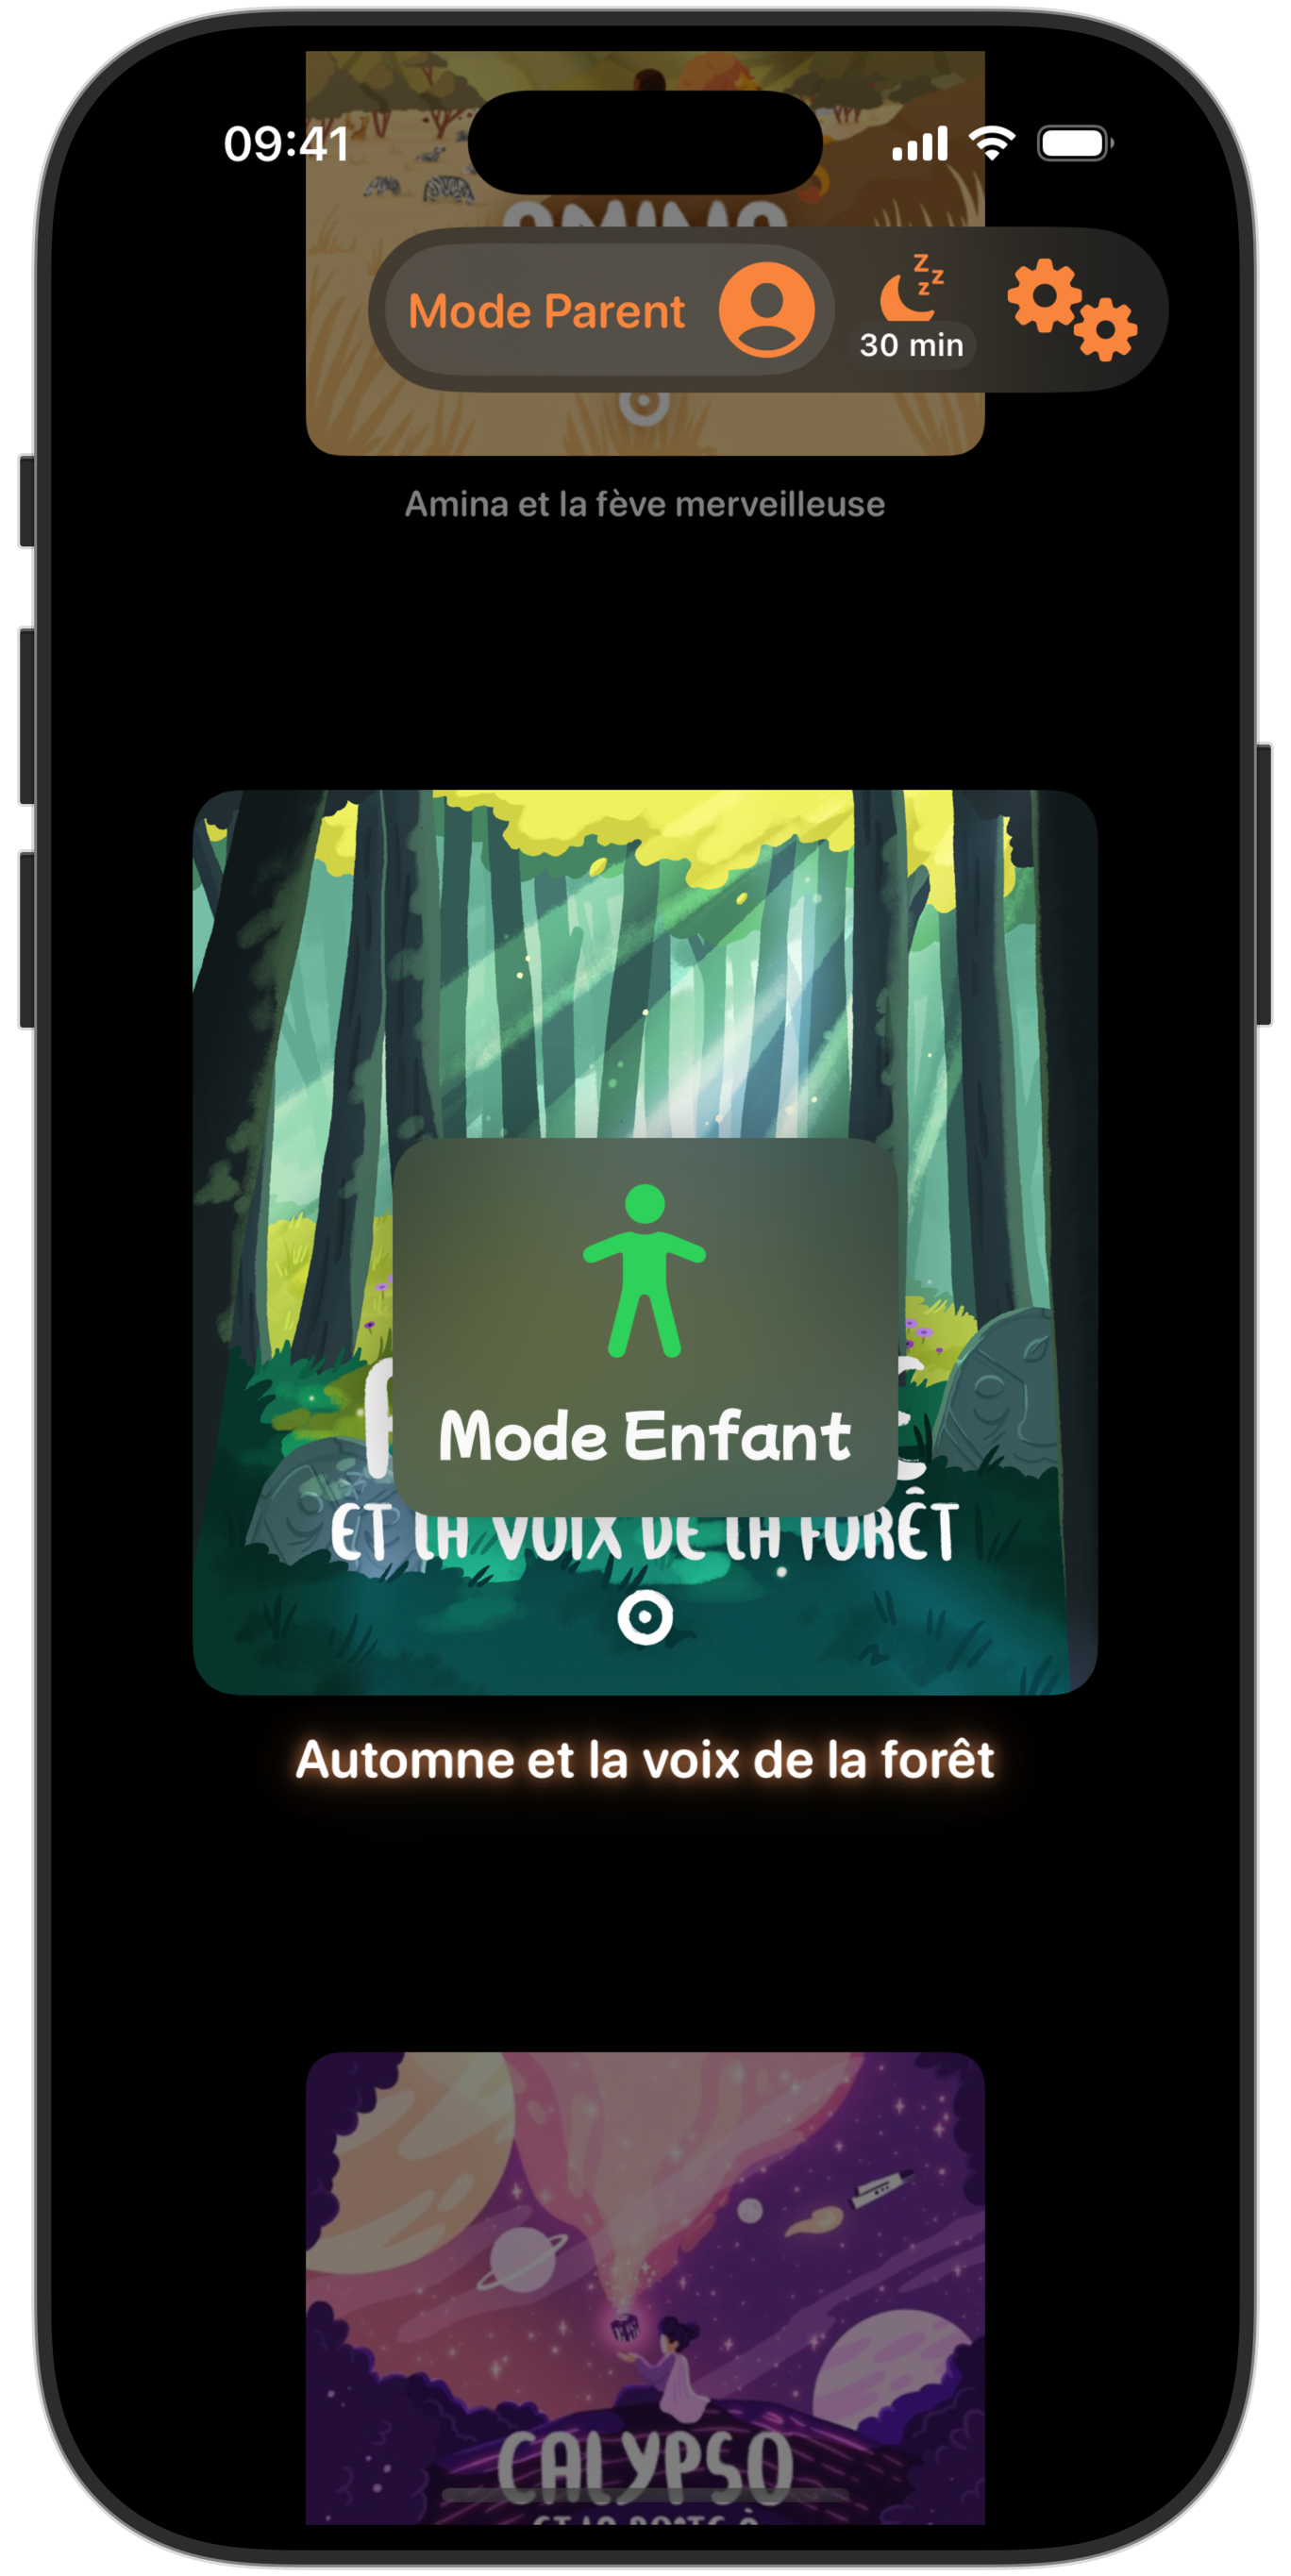 09:41
Mode Parent
z z z
30 min
Amina et la fève merveilleuse
Mode Enfant
ET LA VOIX DE LA FORÊT
Automne et la voix de la forêt
CALYPSO